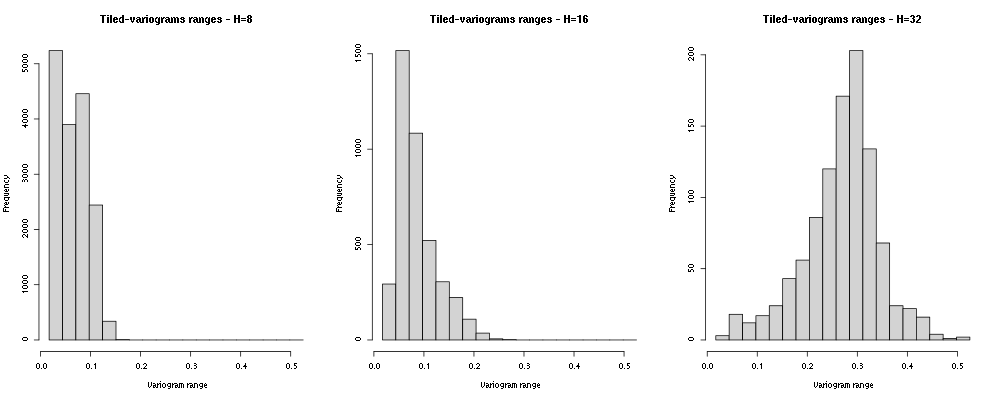 Tiled-variograms ranges - H=8
Frequency
5000
4000
3000
2000
1000
0
0.0 0.1 0.2 0.3 0.4 0.5
Variogram range
Tiled-variograms ranges - H=16
Frequency
1500
1000
500
0
0.0 0.1 0.2 0.3 0.4 0.5
Variogram range
Tiled-variograms ranges - H=32
Frequency
200
150
100
50
0
0.0 0.1 0.2 0.3 0.4 0.5
Variogram range